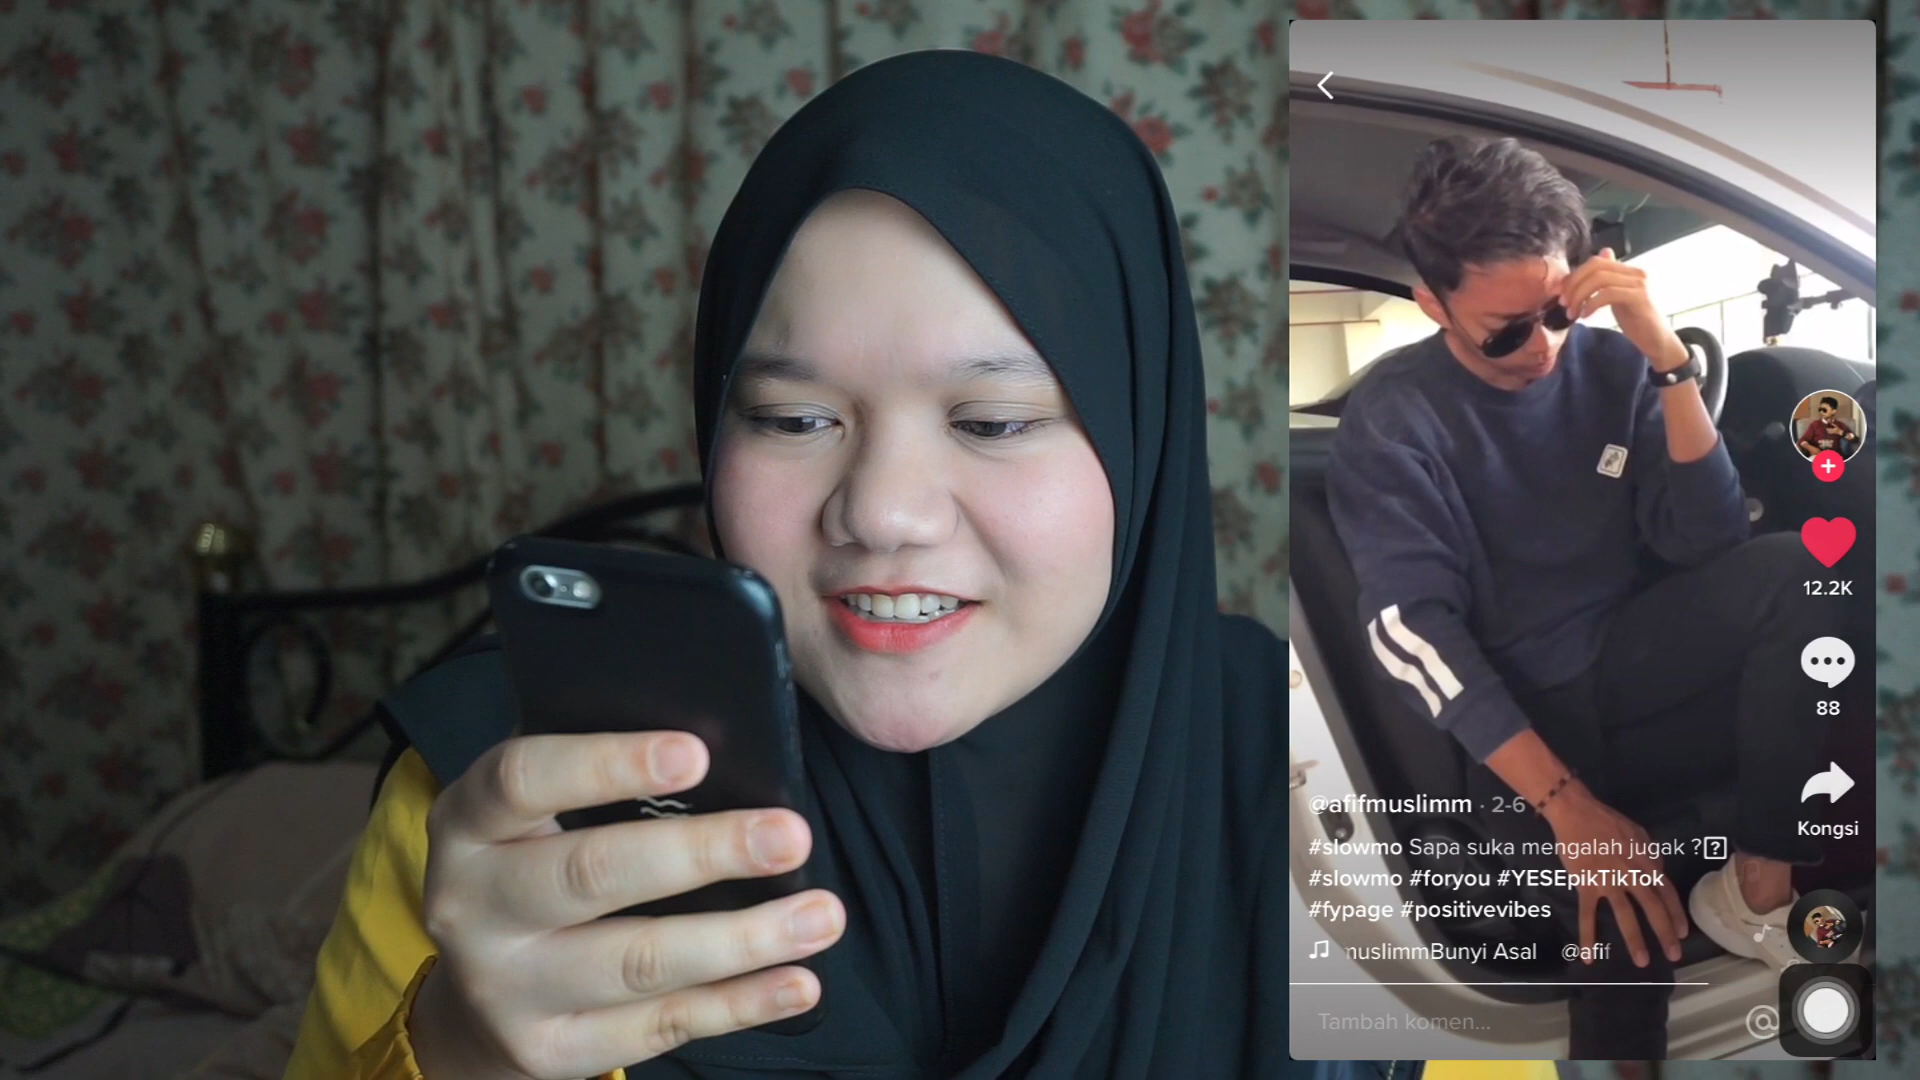 12.2K
88
Kongsi
@afifmuslimm · 2-6
#slowmo Sapa suka mengalah jugak ?
#slowmo #foryou #YESEpikTikTok
#fypage #positivevibes
muslimmBunyi Asal @afif
Tambah komen...
@